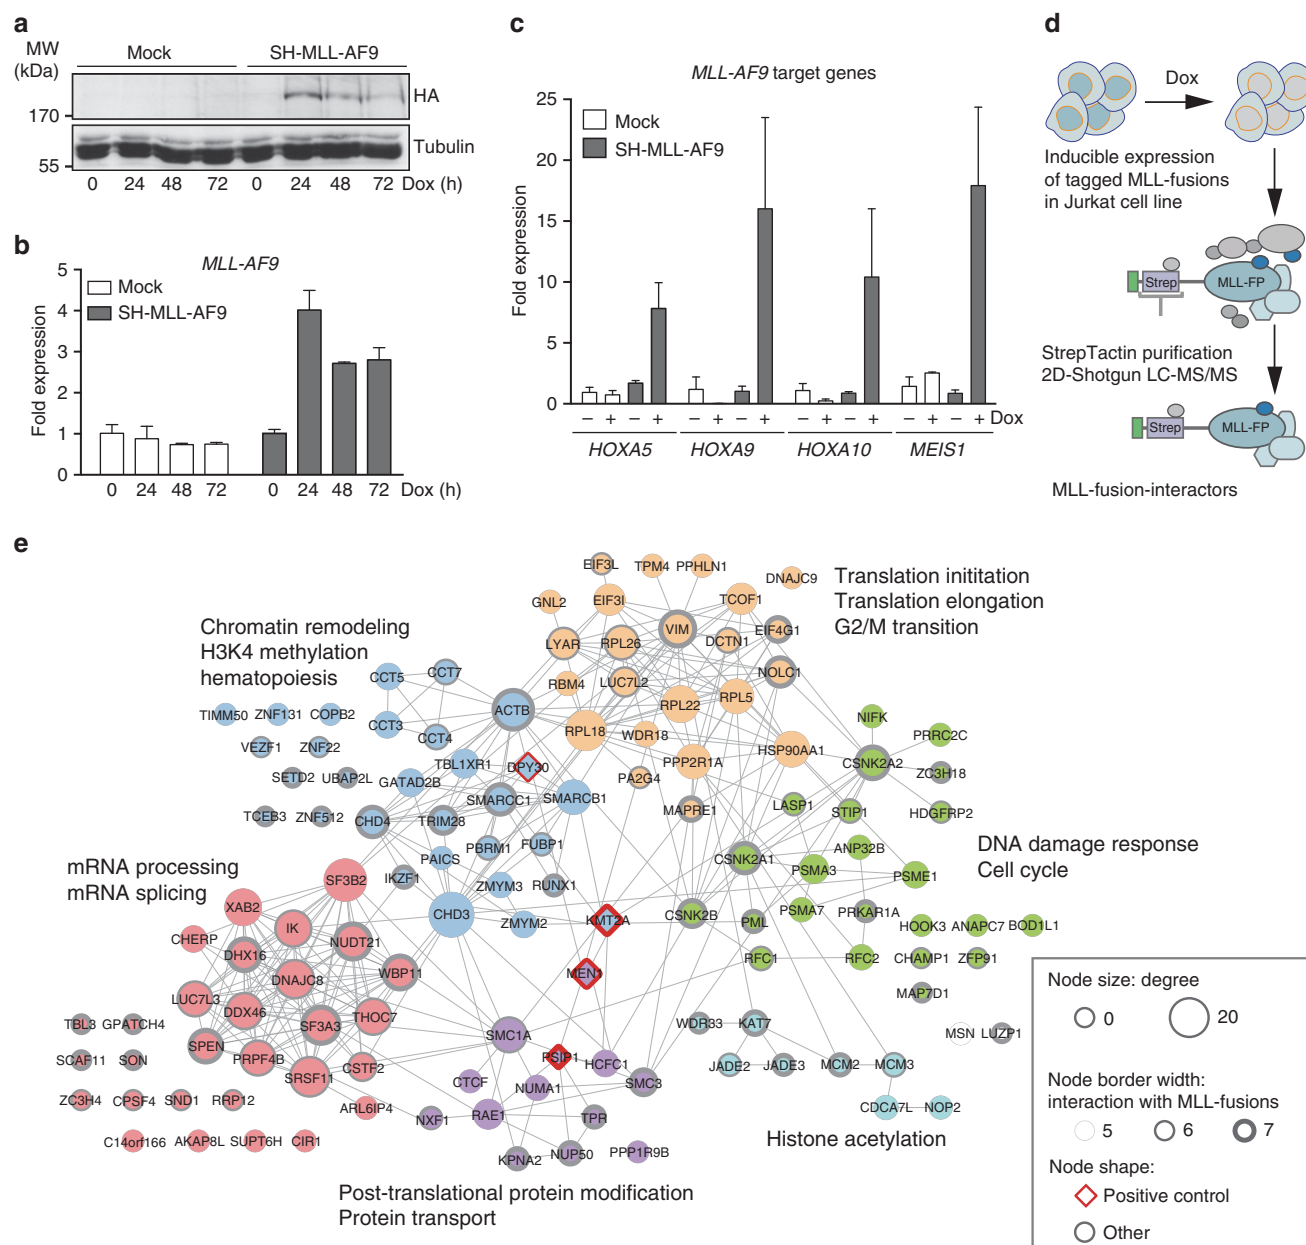 a
MW
(kDa)
Mock
SH-MLL-AF9
HA
170
Tubulin
55
0 24 48 72 0 24 48 72 Dox (h)
b
MLL-AF9
Fold expression
5
4
3
2
1
0
Mock
SH-MLL-AF9
0 24 48 72 0 24 48 72 Dox (h)
c
MLL-AF9 target genes
Fold expression
25
20
15
10
5
0
Mock
SH-MLL-AF9
– + – + – + – + – + – + – + – + Dox
HOXA5 HOXA9 HOXA10 MEIS1
d
Dox
Inducible expression
of tagged MLL-fusions
in Jurkat cell line
Strep MLL-FP
StrepTactin purification
2D-Shotgun LC-MS/MS
Strep MLL-FP
MLL-fusion-interactors
e
Translation inititation
Translation elongation
G2/M transition
EIF3L TPM4 PPHLN1 DNAJC9
GNL2 EIF3I TCOF1
LYAR RPL26 VIM DCTN1 EIF4G1
RBM4 LUC7L2 NOLC1
RPL22 RPL5
RPL18 WDR18 HSP90AA1
PPP2R1A
PA2G4
MAPRE1
Chromatin remodeling
H3K4 methylation
hematopoiesis
CCT5 CCT7
TIMM50 ZNF131 COPB2 CCT3 CCT4 ACTB
VEZF1 ZNF22
SETD2 UBAP2L GATAD2B TBL1XR1 DPY30
TCEB3 ZNF512 CHD4 TRIM28 SMARCC1 SMARCB1
PAICS PBRM1 FUBP1
IKZF1 ZMYM3 RUNX1
CHD3 ZMYM2 KMT2A
MEN1
DNA damage response
Cell cycle
NIFK PRRC2C
CSNK2A2 ZC3H18
LASP1 STIP1 HDGFRP2
CSNK2A1 ANP32B
PSMA3 PSME1
CSNK2B PML PSMA7 PRKAR1A
HOOK3 ANAPC7 BOD1L1
RFC1 RFC2 CHAMP1 ZFP91
MAP7D1
mRNA processing
mRNA splicing
SF3B2
XAB2
CHERP IK NUDT21
DHX16 DNAJC8 WBP11
LUC7L3 DDX46 SF3A3 THOC7
TBL3 GPATCH4 SPEN PRPF4B CSTF2
SCAF11 SON SRSF11
ZC3H4 CPSF4 SND1 RRP12 ARL6IP4
C14orf166 AKAP8L SUPT6H CIR1
SMC1A PSIP1 HCFC1
CTCF NUMA1 SMC3
NXF1 RAE1 TPR
KPNA2 NUP50 PPP1R9B
Post-translational protein modification
Protein transport
WDR33 KAT7
JADE2 JADE3 MCM2 MCM3
CDCA7L NOP2
Histone acetylation
MSN LUZP1
Node size: degree
0 20
Node border width:
interaction with MLL-fusions
5 6 7
Node shape:
Positive control
Other